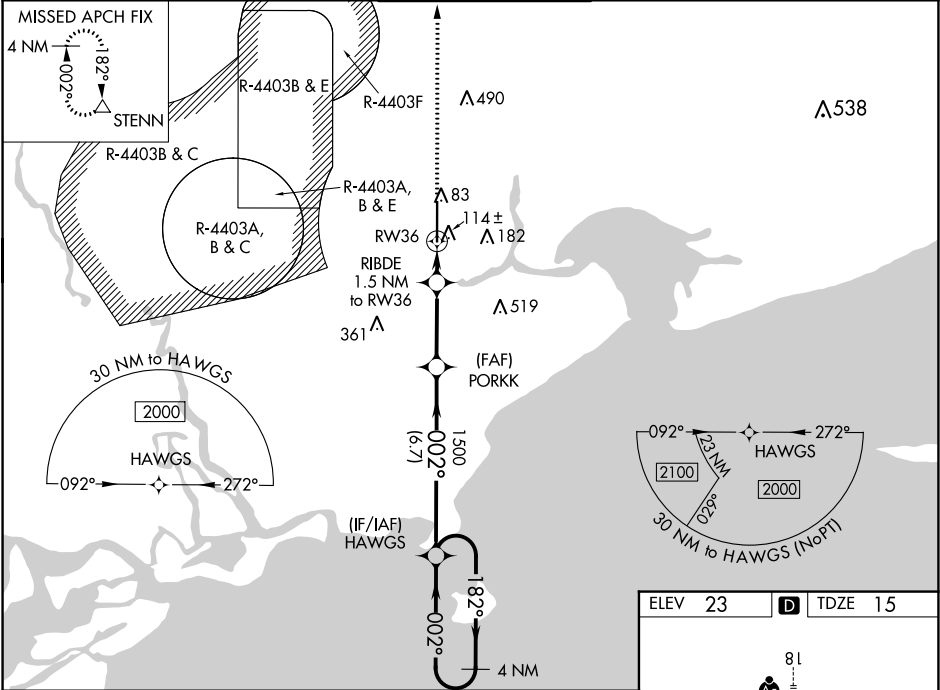 MISSED APCH FIX
4 NM
002°
182°
STENN
R-4403B & E
R-4403F
490
538
R-4403B & C
R-4403A,
B & E
83
R-4403A,
B & C
114±
RW36
182
RIBDE
1.5 NM
to RW36
519
361
(FAF)
PORKK
30 NM to HAWGS
2000
HAWGS
092°
272°
1500
002°
(6.7)
092°
272°
HAWGS
23 NM
2100
2000
029°
30 NM to HAWGS (NoPT)
(IF/IAF)
HAWGS
182°
002°
4 NM
ELEV 23
D
TDZE 15
18